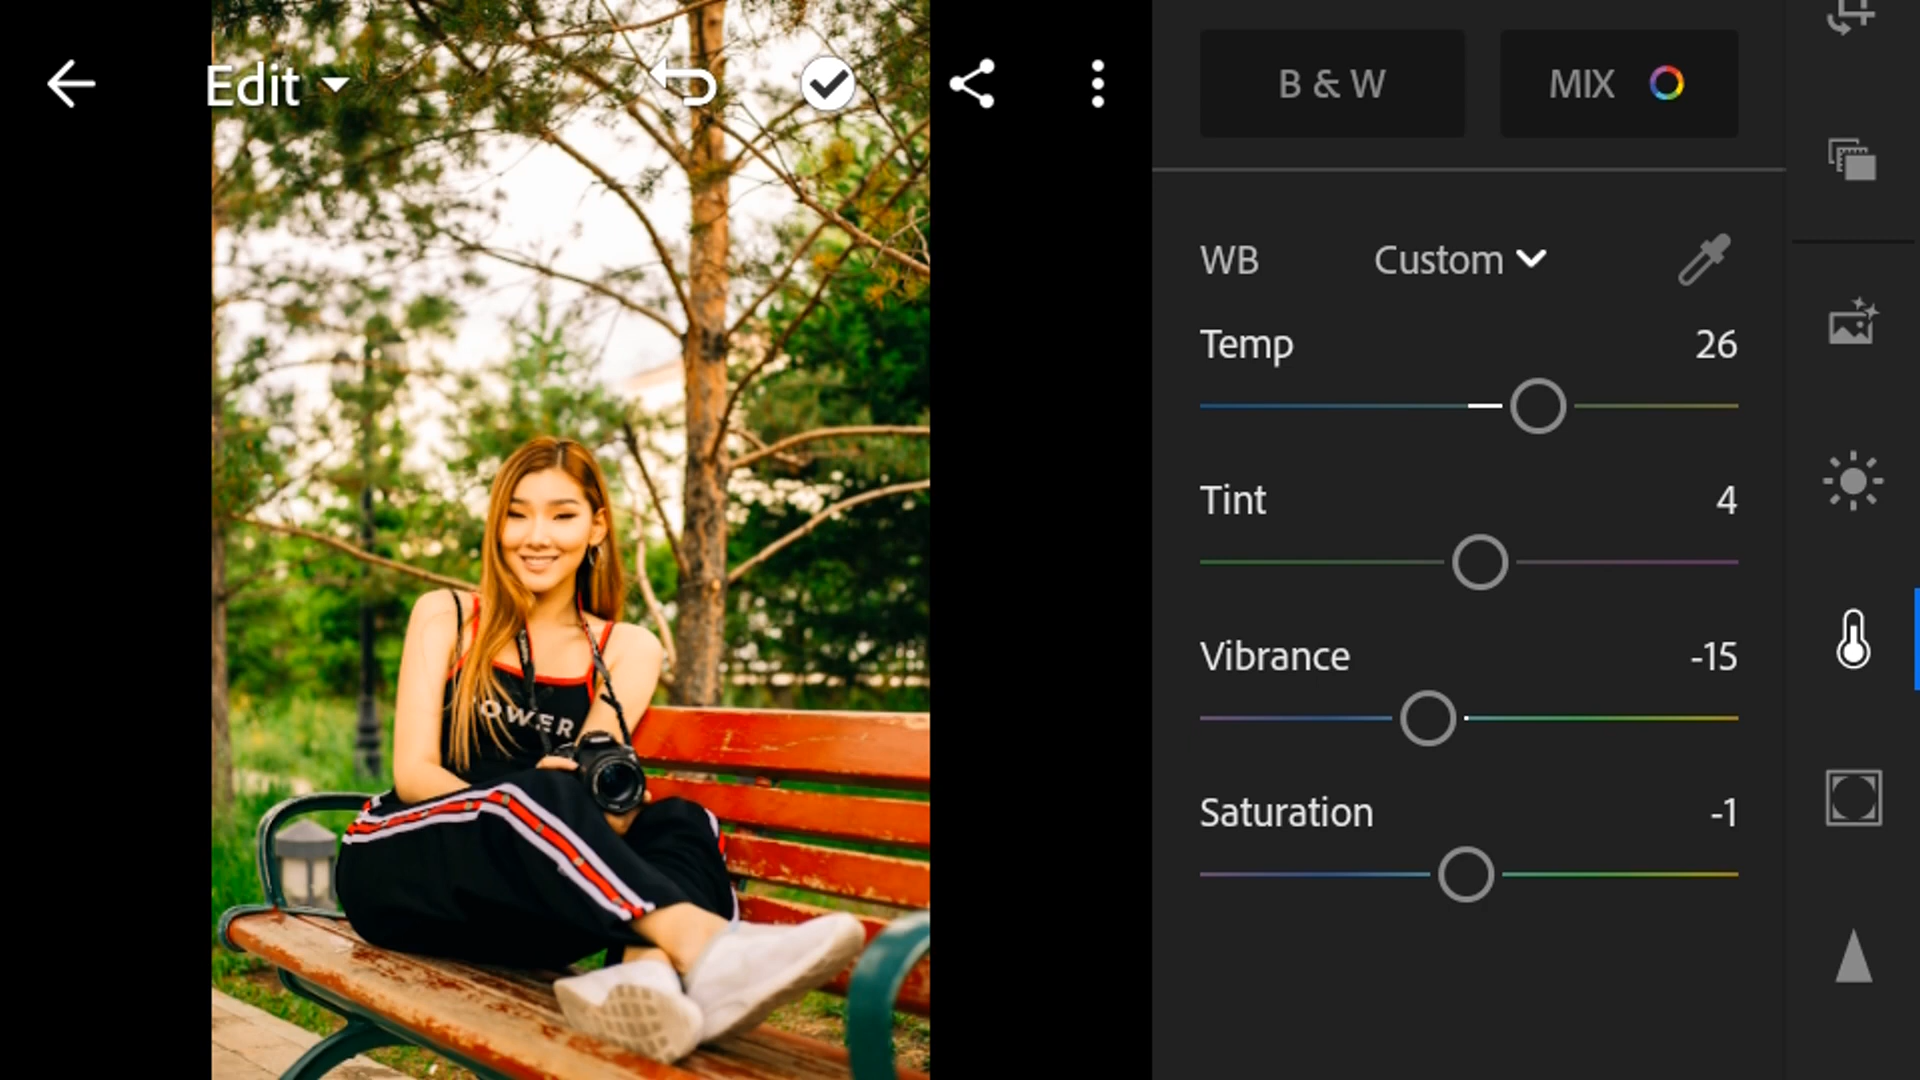 Edit
B & W
MIX
WB
Custom
Temp
26
Tint
4
Vibrance
-15
Saturation
-1
OWER